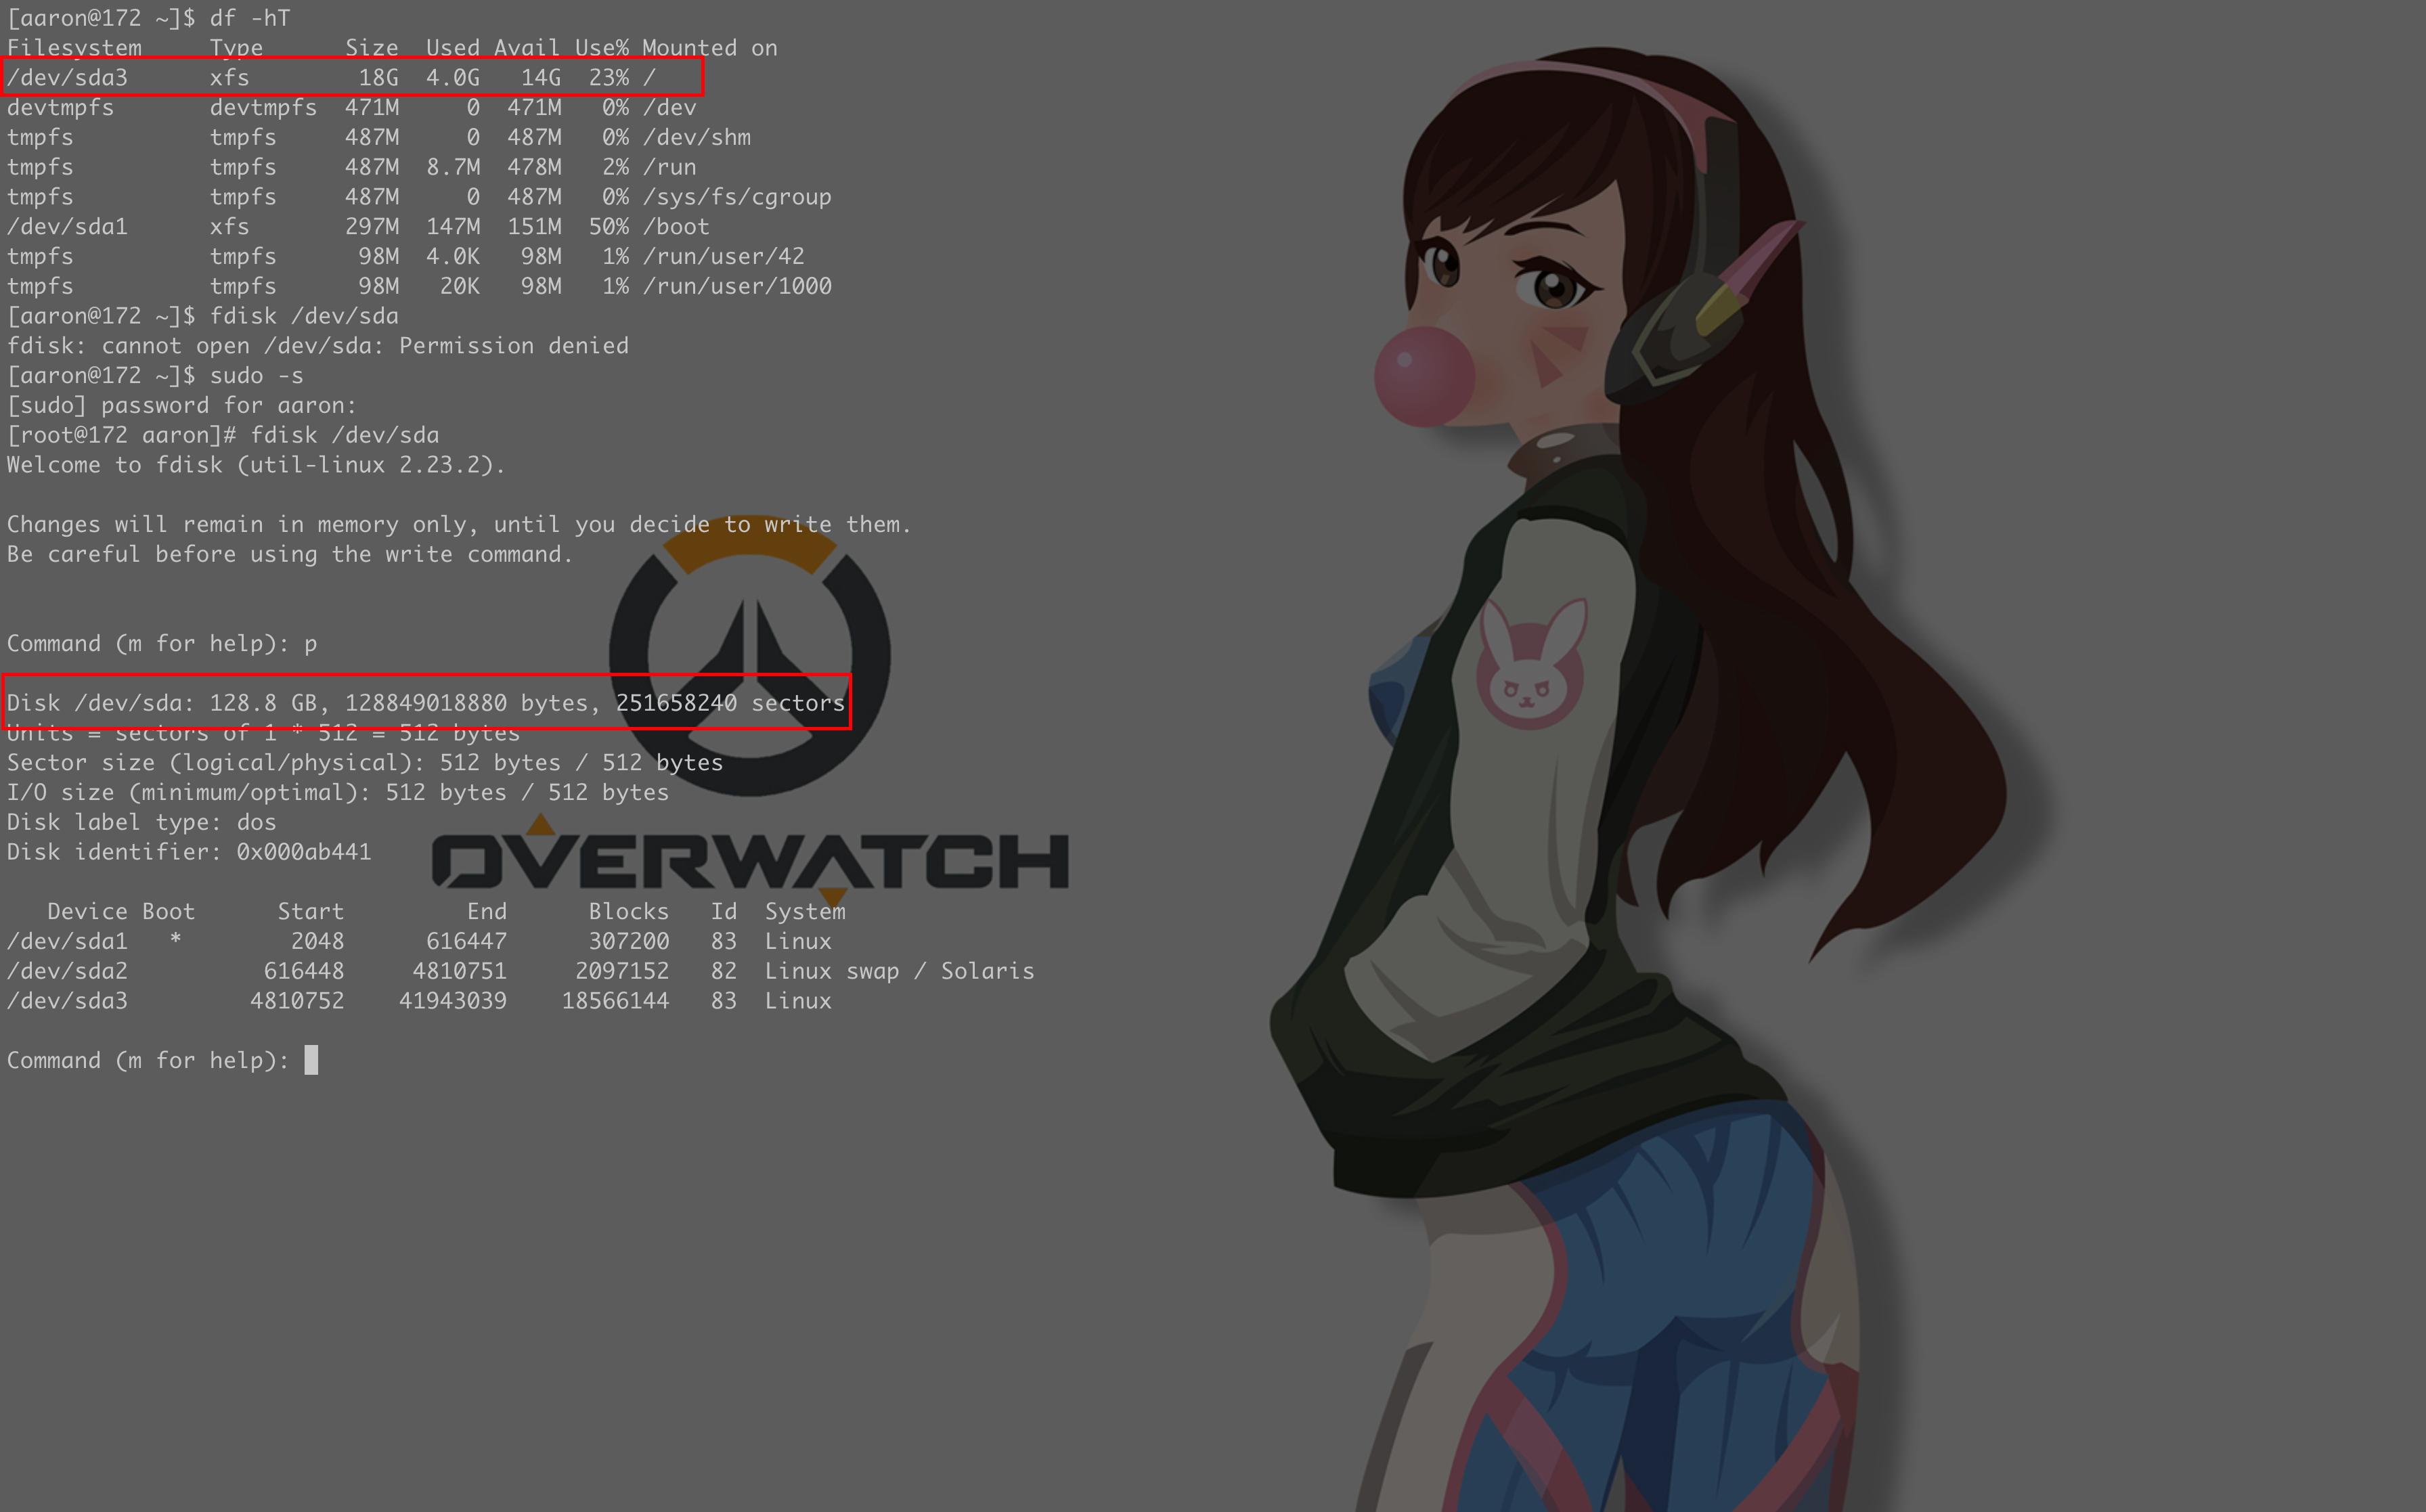 [aaron@172 ~]$ df -hT
Filesystem     Type      Size  Used Avail Use% Mounted on
/dev/sda3      xfs        18G  4.0G   14G  23% /
devtmpfs       devtmpfs  471M     0  471M   0% /dev
tmpfs          tmpfs     487M     0  487M   0% /dev/shm
tmpfs          tmpfs     487M  8.7M  478M   2% /run
tmpfs          tmpfs     487M     0  487M   0% /sys/fs/cgroup
/dev/sda1      xfs       297M  147M  151M  50% /boot
tmpfs          tmpfs      98M  4.0K   98M   1% /run/user/42
tmpfs          tmpfs      98M   20K   98M   1% /run/user/1000
[aaron@172 ~]$ fdisk /dev/sda
fdisk: cannot open /dev/sda: Permission denied
[aaron@172 ~]$ sudo -s
[sudo] password for aaron:
[root@172 aaron]# fdisk /dev/sda
Welcome to fdisk (util-linux 2.23.2).
Changes will remain in memory only, until you decide to write them.
Be careful before using the write command.
Command (m for help): p
Disk /dev/sda: 128.8 GB, 128849018880 bytes, 251658240 sectors
Units = sectors of 1 * 512 = 512 bytes
Sector size (logical/physical): 512 bytes / 512 bytes
I/O size (minimum/optimal): 512 bytes / 512 bytes
Disk label type: dos
Disk identifier: 0x000ab441
OVERWATCH
   Device Boot      Start         End      Blocks   Id  System
/dev/sda1   *        2048      616447      307200   83  Linux
/dev/sda2          616448     4810751     2097152   82  Linux swap / Solaris
/dev/sda3         4810752    41943039    18566144   83  Linux
Command (m for help):